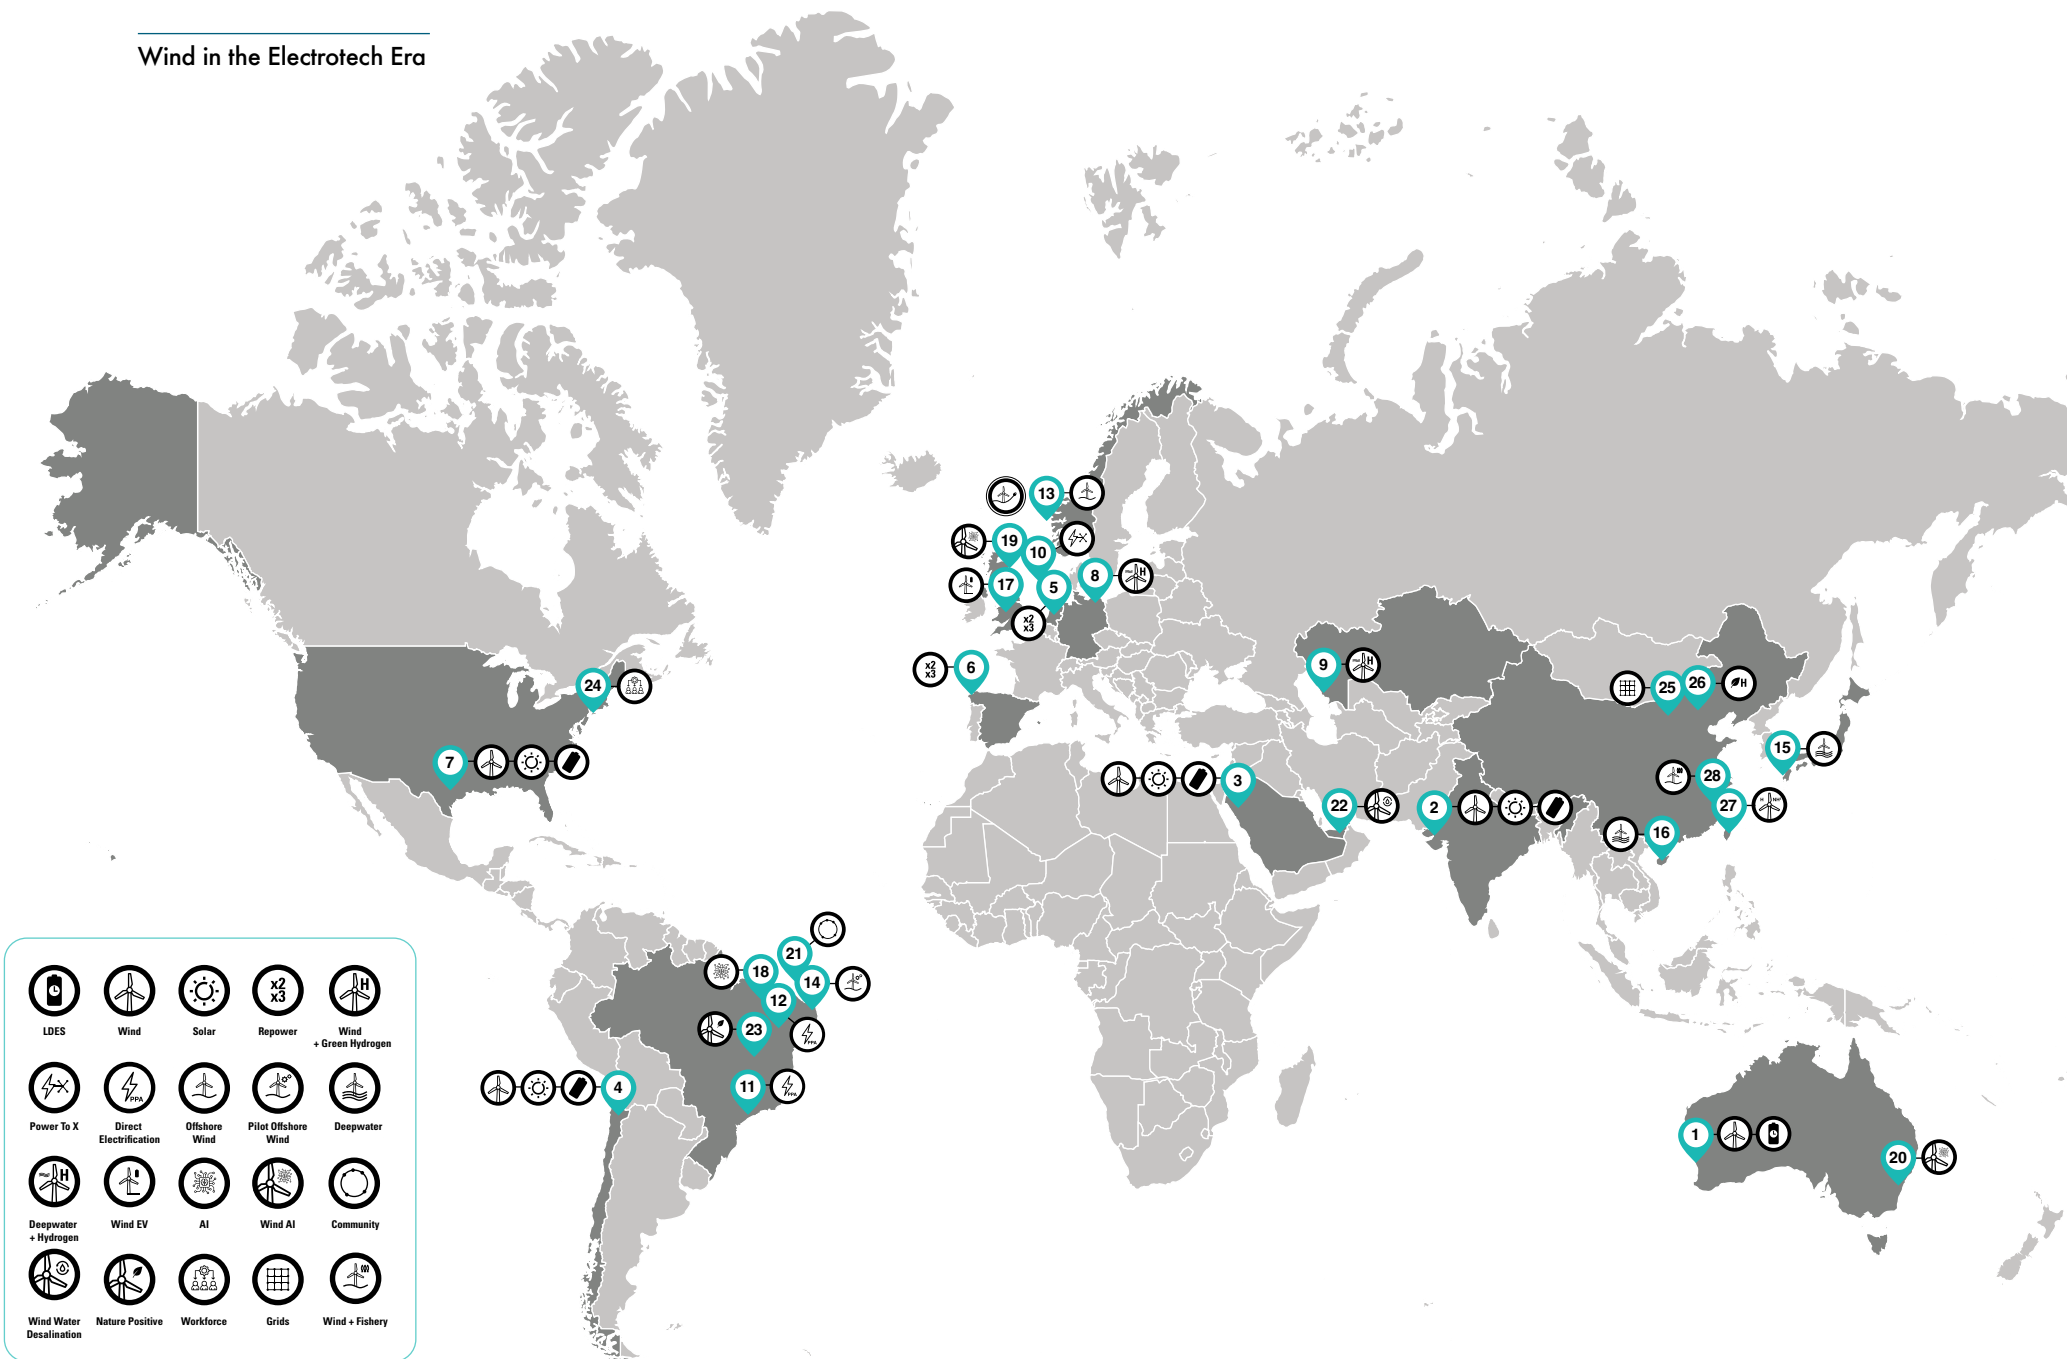 Wind in the Electrotech Era
13
19
10
17
5
8
H
x2
x3
x2
x3
6
9
H
24
25
26
H
7
15
3
28
22
2
27
H
16
21
18
14
12
23
PPA
4
11
PPA
1
20
x2
x3
H
LDES
Wind
Solar
Repower
Wind
+ Green Hydrogen
PPA
Power To X
Direct
Electrification
Offshore
Wind
Pilot Offshore
Wind
Deepwater
H
Deepwater
+ Hydrogen
Wind EV
AI
Wind AI
Community
Wind Water
Desalination
Nature Positive
Workforce
Grids
Wind + Fishery